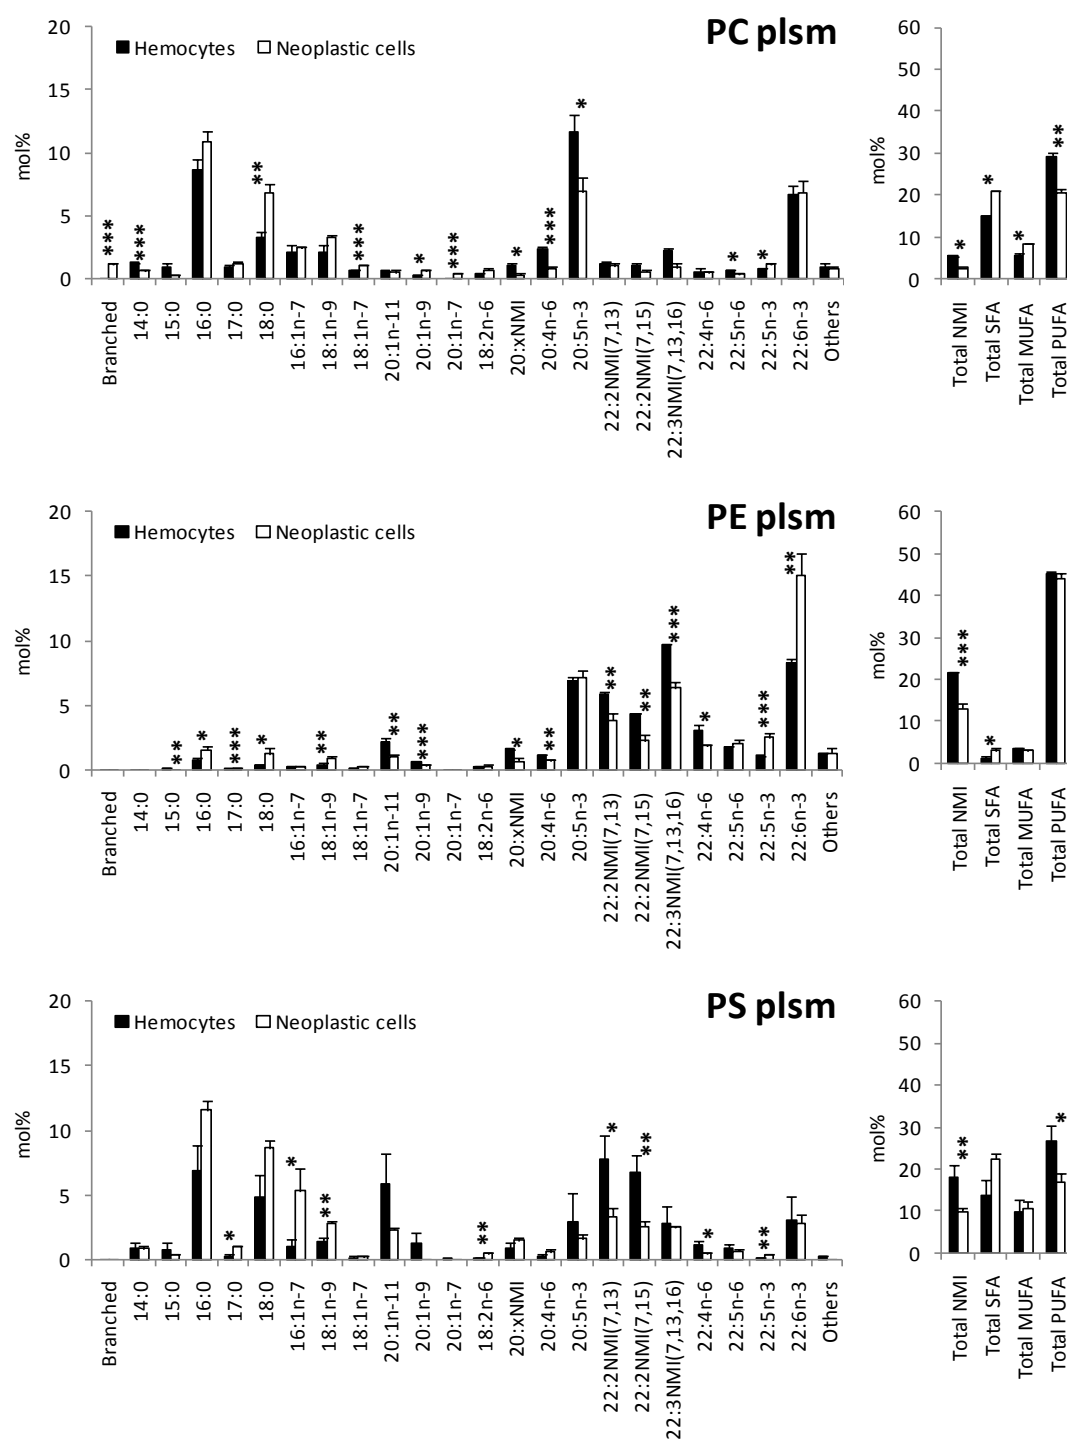 PC plsm
Hemocytes Neoplastic cells
mol%
20
15
10
5
0
*** *** ** *** * *** * *** * * *
Branched 14:0 15:0 16:0 17:0 18:0 16:1n-7 18:1n-9 18:1n-7 20:1n-11 20:1n-9 20:1n-7 18:2n-6 20:xNMI 20:4n-6 20:5n-3 22:2NMI(7,13) 22:2NMI(7,15) 22:3NMI(7,13,16) 22:4n-6 22:5n-6 22:5n-3 22:6n-3 Others
mol%
60
50
40
30
20
10
0
* * * **
Total NMI Total SFA Total MUFA Total PUFA
PE plsm
Hemocytes Neoplastic cells
mol%
20
15
10
5
0
** * *** * ** ** *** * ** ** ** *** * *** **
Branched 14:0 15:0 16:0 17:0 18:0 16:1n-7 18:1n-9 18:1n-7 20:1n-11 20:1n-9 20:1n-7 18:2n-6 20:xNMI 20:4n-6 20:5n-3 22:2NMI(7,13) 22:2NMI(7,15) 22:3NMI(7,13,16) 22:4n-6 22:5n-6 22:5n-3 22:6n-3 Others
mol%
60
50
40
30
20
10
0
*** *
Total NMI Total SFA Total MUFA Total PUFA
PS plsm
Hemocytes Neoplastic cells
mol%
20
15
10
5
0
* * ** ** * ** * **
Branched 14:0 15:0 16:0 17:0 18:0 16:1n-7 18:1n-9 18:1n-7 20:1n-11 20:1n-9 20:1n-7 18:2n-6 20:xNMI 20:4n-6 20:5n-3 22:2NMI(7,13) 22:2NMI(7,15) 22:3NMI(7,13,16) 22:4n-6 22:5n-6 22:5n-3 22:6n-3 Others
mol%
60
50
40
30
20
10
0
** *
Total NMI Total SFA Total MUFA Total PUFA